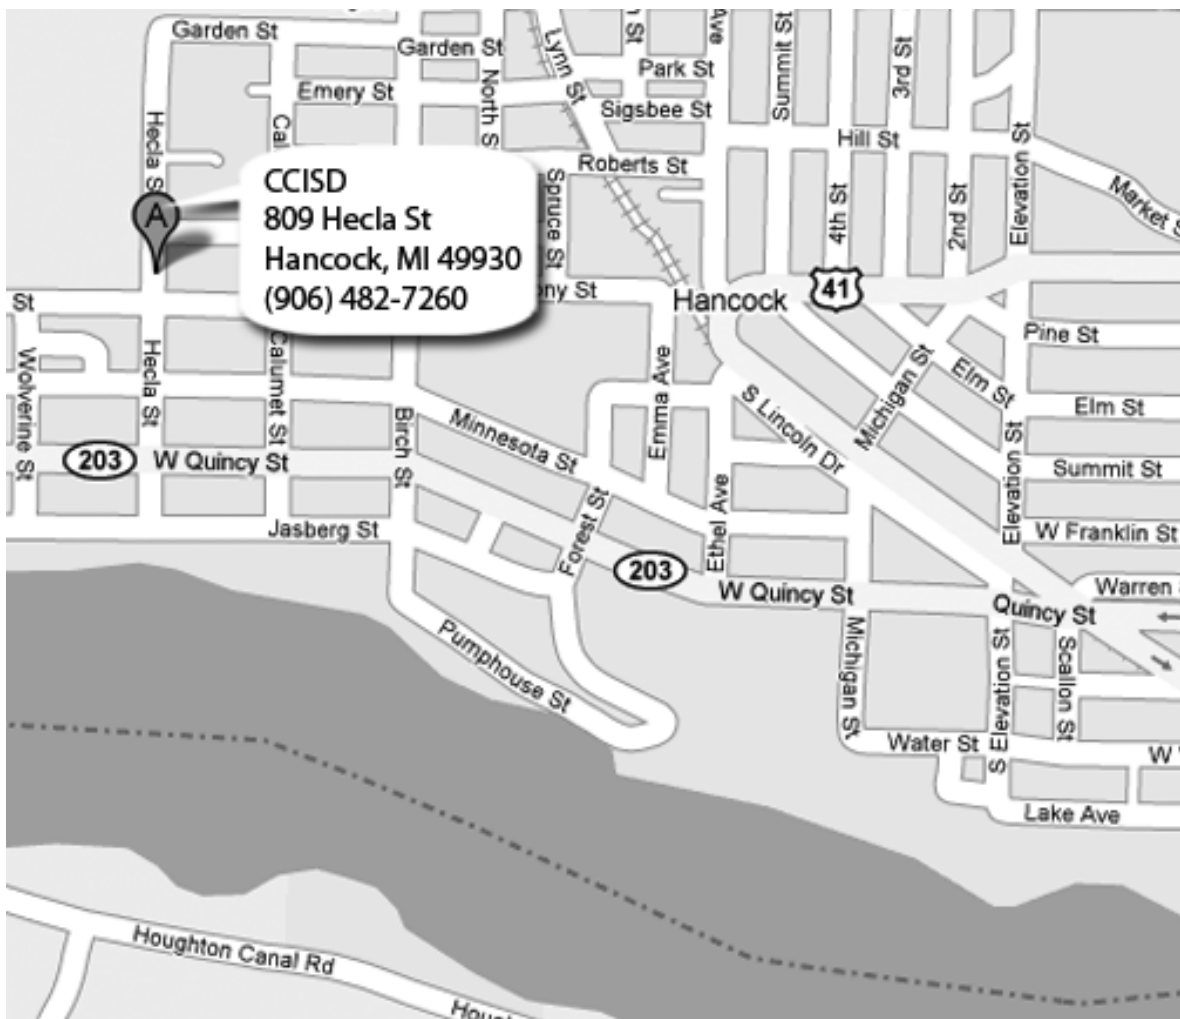 Garden St
Garden St
Lynn St
Park St
Summit St
3rd St
Emery St
North S
Sigsbee St
Hecla S
Cal
Hill St
Elevation St
Roberts St
Market S
A
CCISD
809 Hecla St
Hancock, MI 49930
(906) 482-7260
Spruce St
4th St
2nd St
St
ony St
Hancock
41
Pine St
Wolverine St
Hecla St
Calumet St
Emma Ave
Michigan St
Elm St
S Lincoln Dr
Elm St
Birch St
Minnesota St
203
W Quincy St
Elevation St
Summit St
Jasberg St
Forest St
Ethel Ave
W Franklin St
203
W Quincy St
Warren
Quincy St
Pumphouse St
Michigan St
S Elevation St
Scallon St
Water St
W
Lake Ave
Houghton Canal Rd
Hough